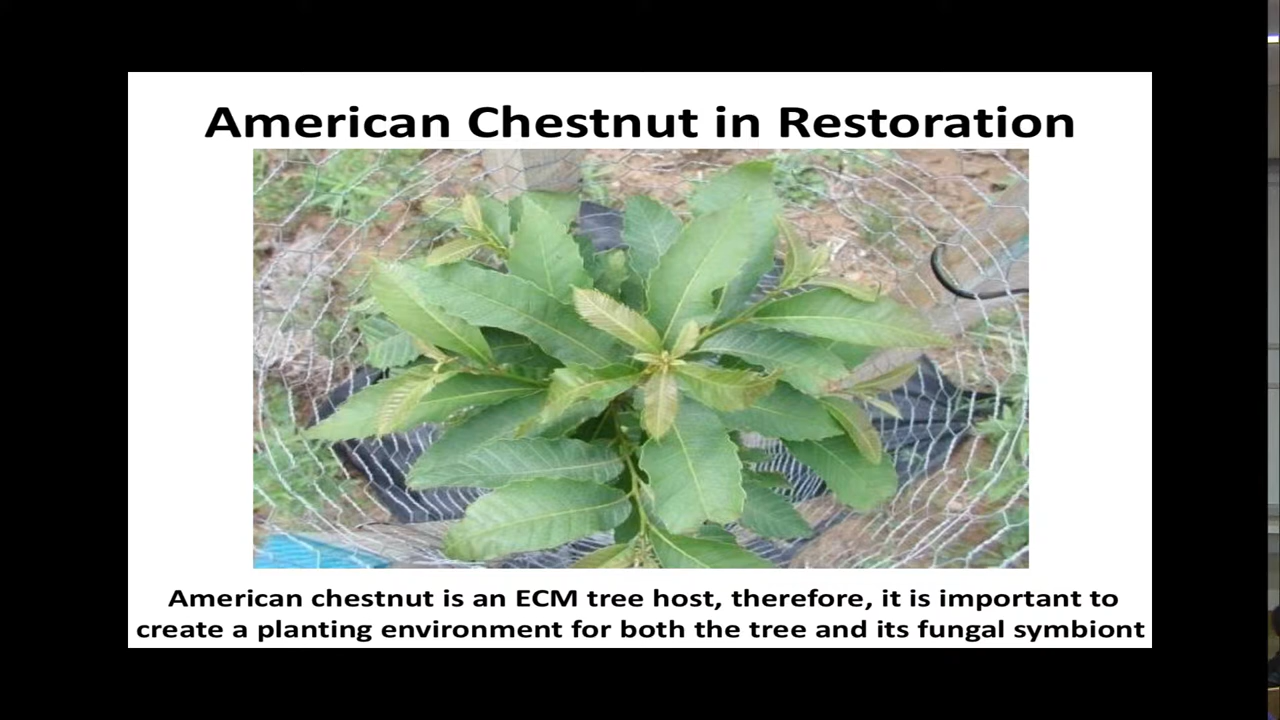 American Chestnut in Restoration
American chestnut is an ECM tree host, therefore, it is important to
create a planting environment for both the tree and its fungal symbiont